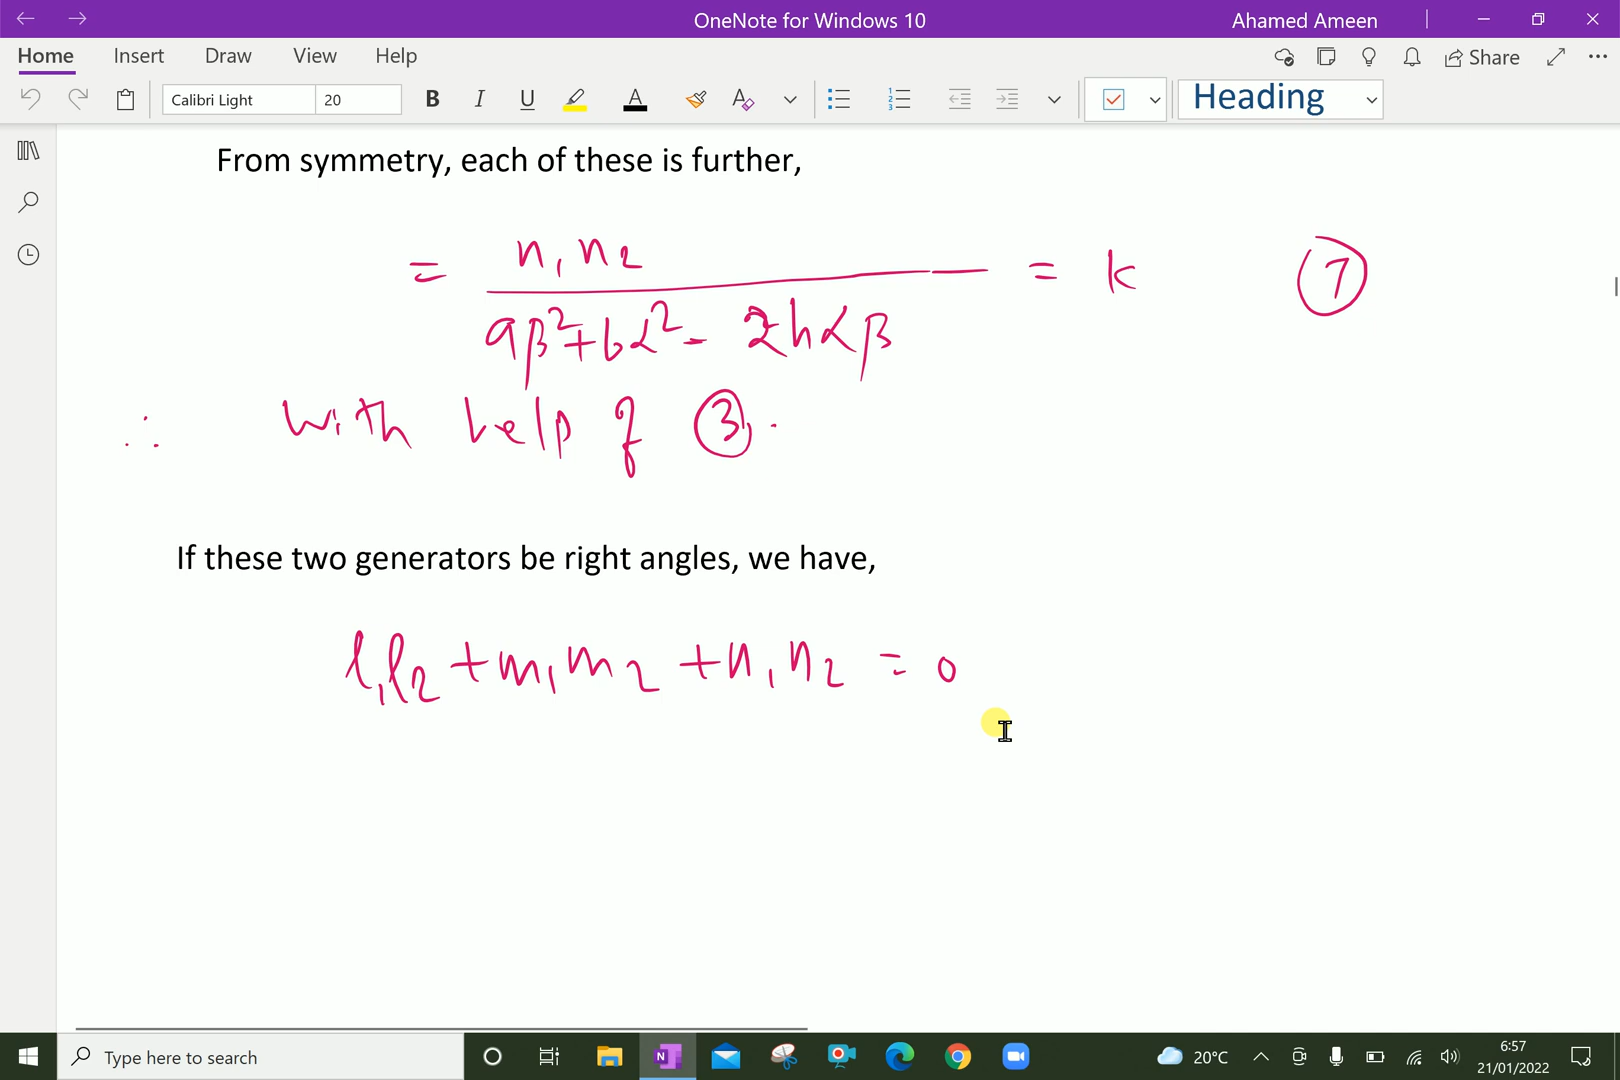 OneNote for Windows 10
Ahamed Ameen
Home Insert Draw View Help
Share
Calibri Light 20 B I U A A Heading
From symmetry, each of these is further,
= n₁n₂ / aβ²+bα²- 2hαβ = k ⑦
∴ with help of ③.
If these two generators be right angles, we have,
l₁l₂ + m₁m₂ + n₁n₂ = 0
Type here to search
20°C
6:57
21/01/2022